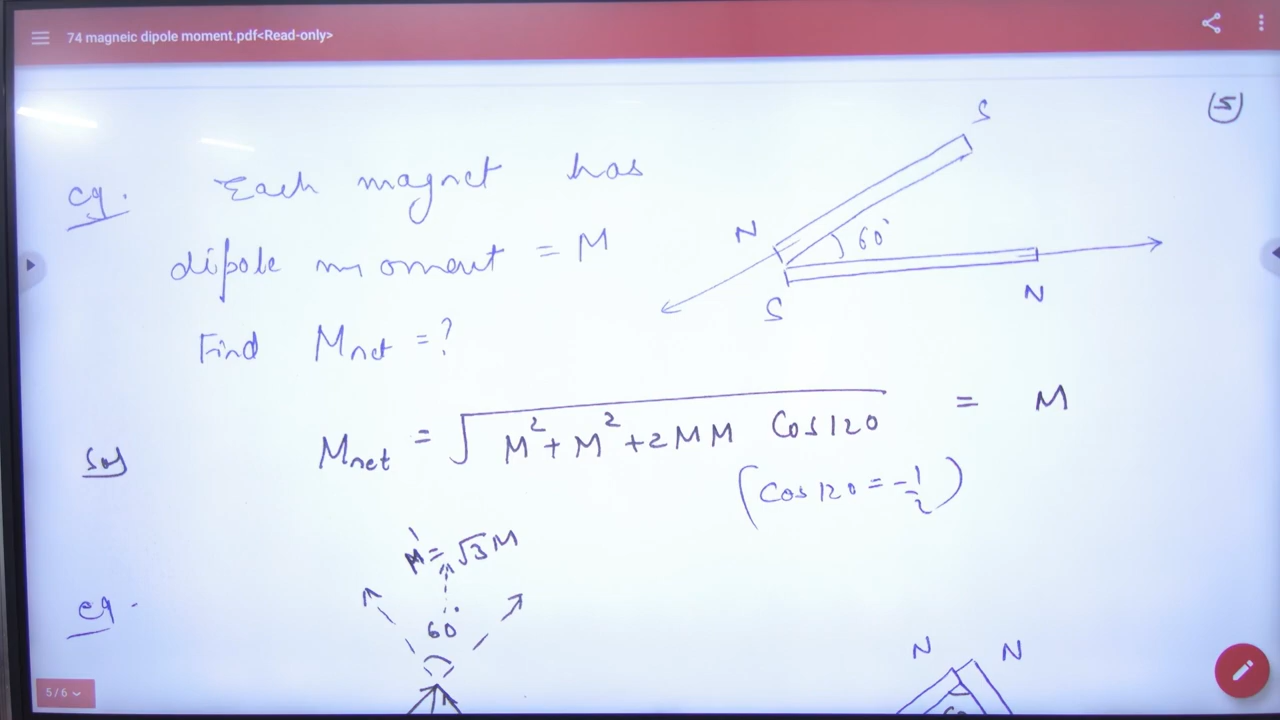 74 magneic dipole moment.pdf<Read-only>
(5)
eg. Each magnet has
dipole moment = M
Find Mnet = ?
S
N
60°
S
N
Sol Mnet = √(M² + M² + 2MM Cos120) = M
(Cos120 = -1/2)
M' = √3M
eg.
60°
N N
60
5/6